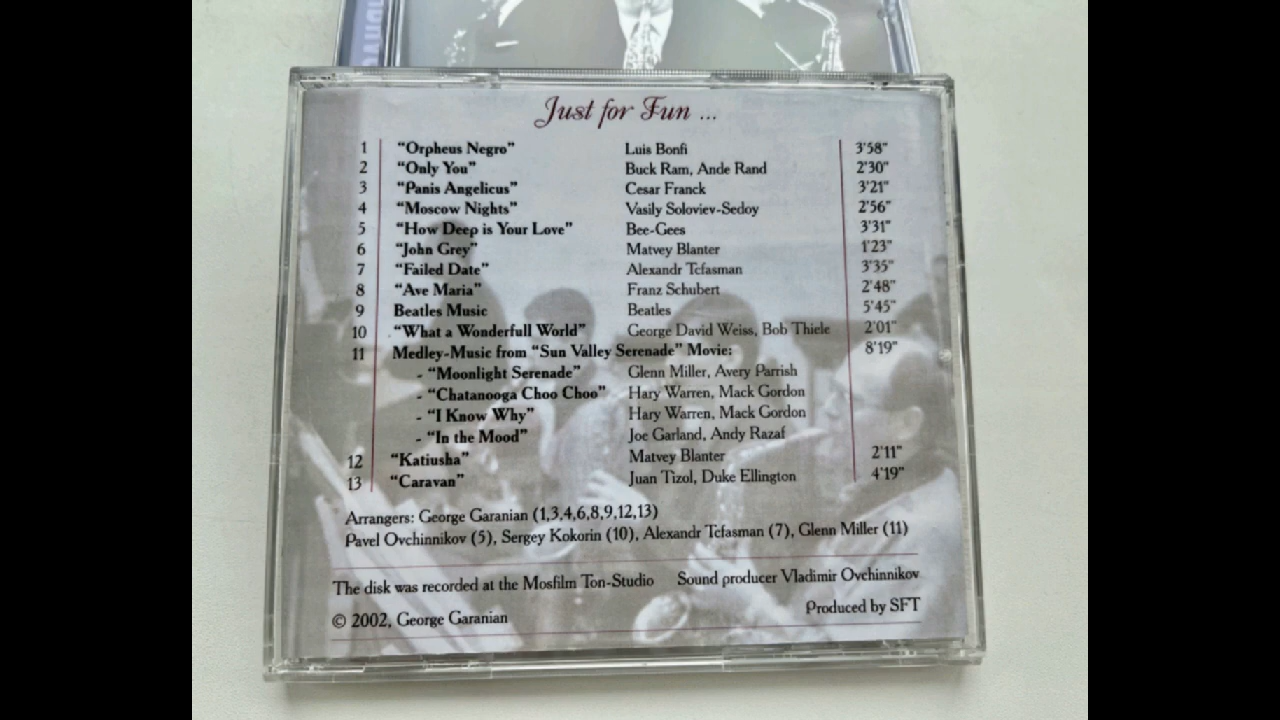 Just for Fun ...
1 "Orpheus Negro" Luis Bonfi 3'58"
2 "Only You" Buck Ram, Ande Rand 2'30"
3 "Panis Angelicus" Cesar Franck 3'21"
4 "Moscow Nights" Vasily Soloviev-Sedoy 2'56"
5 "How Deep is Your Love" Bee-Gees 3'31"
6 "John Grey" Matvey Blanter 1'23"
7 "Failed Date" Alexandr Tcfasman 3'35"
8 "Ave Maria" Franz Schubert 2'48"
9 Beatles Music Beatles 5'45"
10 "What a Wonderfull World" George David Weiss, Bob Thiele 2'01"
11 Medley-Music from "Sun Valley Serenade" Movie: 8'19"
- "Moonlight Serenade" Glenn Miller, Avery Parrish
- "Chatanooga Choo Choo" Hary Warren, Mack Gordon
- "I Know Why" Hary Warren, Mack Gordon
- "In the Mood" Joe Garland, Andy Razaf
12 "Katiusha" Matvey Blanter 2'11"
13 "Caravan" Juan Tizol, Duke Ellington 4'19"
Arrangers: George Garanian (1,3,4,6,8,9,12,13)
Pavel Ovchinnikov (5), Sergey Kokorin (10), Alexandr Tcfasman (7), Glenn Miller (11)
The disk was recorded at the Mosfilm Ton-Studio Sound producer Vladimir Ovchinnikov
© 2002, George Garanian Produced by SFT